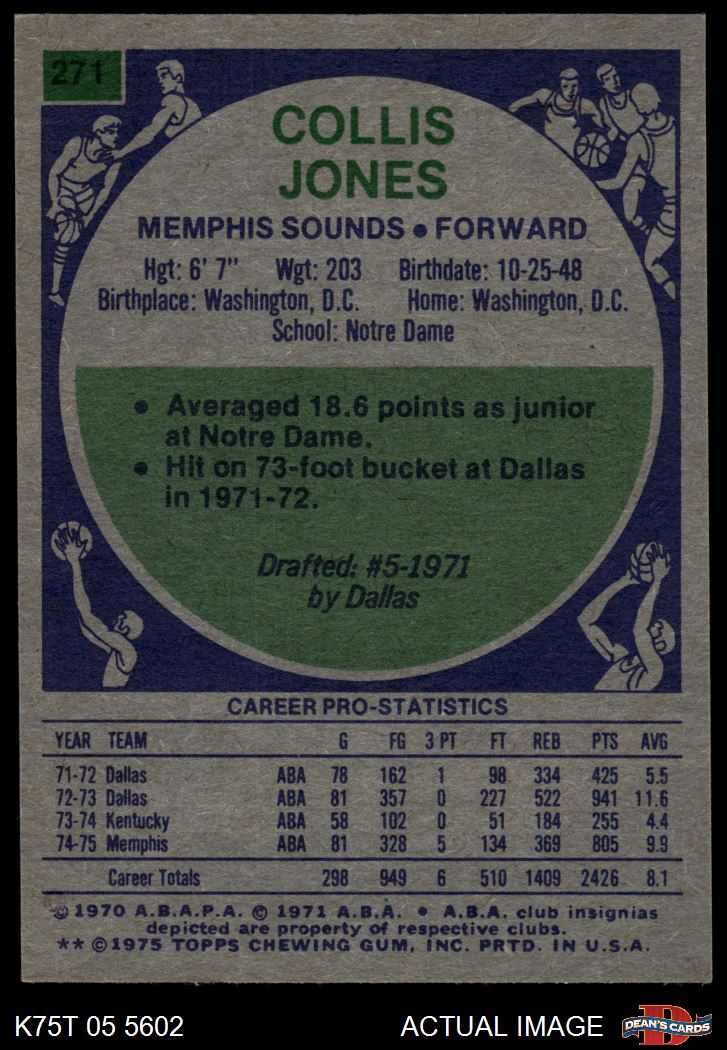 271
COLLIS
JONES
MEMPHIS SOUNDS • FORWARD
Hgt: 6' 7" Wgt: 203 Birthdate: 10-25-48
Birthplace: Washington, D.C. Home: Washington, D.C.
School: Notre Dame
• Averaged 18.6 points as junior
at Notre Dame.
• Hit on 73-foot bucket at Dallas
in 1971-72.
Drafted: #5-1971
by Dallas
CAREER PRO-STATISTICS
YEAR TEAM G FG 3 PT FT REB PTS AVG
71-72 Dallas ABA 78 162 1 98 334 425 5.5
72-73 Dallas ABA 81 357 0 227 522 941 11.6
73-74 Kentucky ABA 58 102 0 51 184 255 4.4
74-75 Memphis ABA 81 328 5 134 369 805 9.9
Career Totals 298 949 6 510 1409 2426 8.1
© 1970 A.B.A.P.A. © 1971 A.B.A. • A.B.A. club insignias
depicted are property of respective clubs.
** ©1975 TOPPS CHEWING GUM, INC. PRTD. IN U.S.A.
K75T 05 5602 ACTUAL IMAGE D DEAN'S CARDS